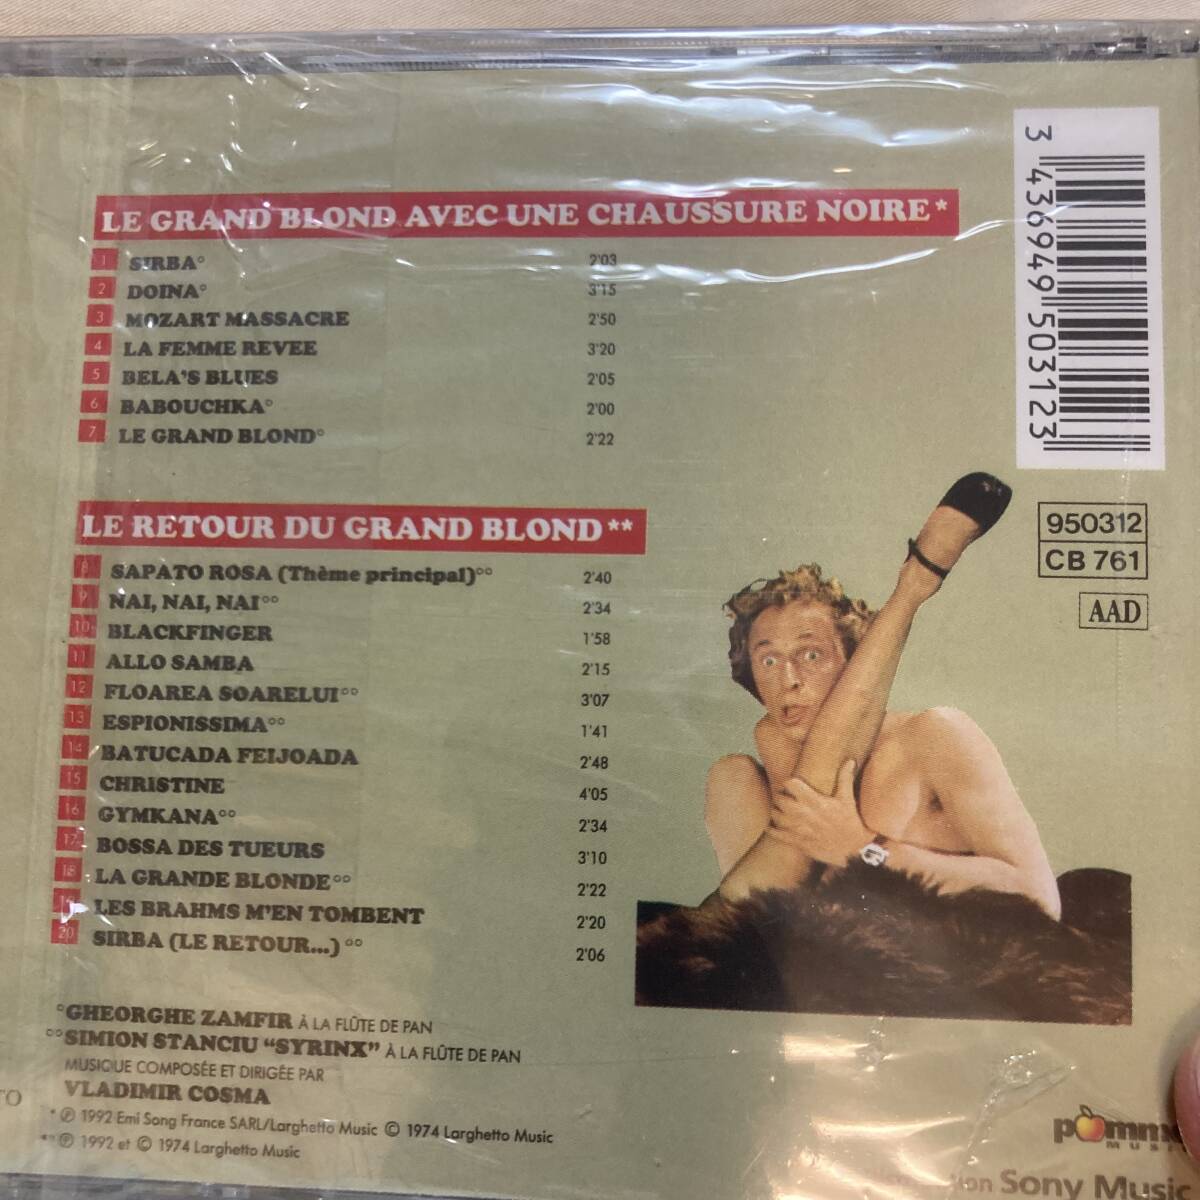 LE GRAND BLOND AVEC UNE CHAUSSURE NOIRE*
1 SIRBA° 2'03
2 DOINA° 3'15
3 MOZART MASSACRE 2'50
4 LA FEMME REVEE 3'20
5 BELA'S BLUES 2'05
6 BABOUCHKA° 2'00
7 LE GRAND BLOND° 2'22
LE RETOUR DU GRAND BLOND**
8 SAPATO ROSA (Thème principal)°° 2'40
9 NAI, NAI, NAI°° 2'34
10 BLACKFINGER 1'58
11 ALLO SAMBA 2'15
12 FLOAREA SOARELUI°° 3'07
13 ESPIONISSIMA°° 1'41
14 BATUCADA FEIJOADA 2'48
15 CHRISTINE 4'05
16 GYMKANA°° 2'34
17 BOSSA DES TUEURS 3'10
18 LA GRANDE BLONDE°° 2'22
19 LES BRAHMS M'EN TOMBENT 2'20
20 SIRBA (LE RETOUR...)°° 2'06
°GHEORGHE ZAMFIR À LA FLÛTE DE PAN
°°SIMION STANCIU "SYRINX" À LA FLÛTE DE PAN
MUSIQUE COMPOSÉE ET DIRIGÉE PAR
VLADIMIR COSMA
* ℗ 1992 Emi Song France SARL/Larghetto Music © 1974 Larghetto Music
** ℗ 1992 et © 1974 Larghetto Music
3 436949 503123
950312
CB 761
AAD
pomme
MUSIC
Sony Music